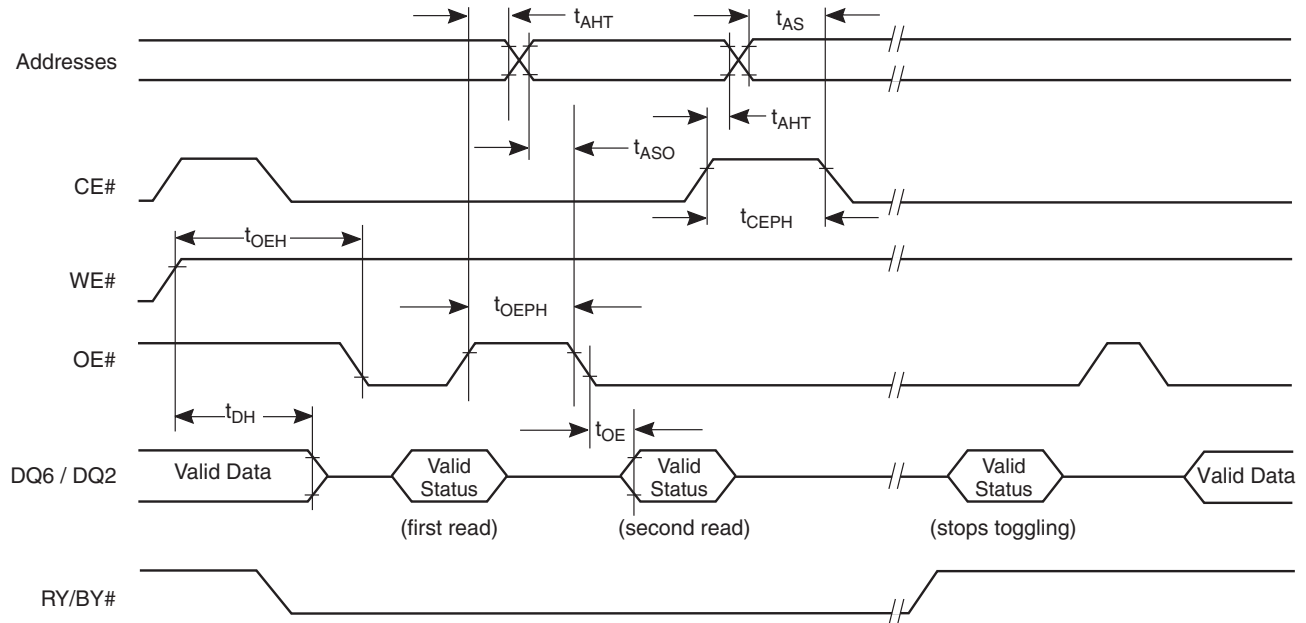 tAHT
tAS
Addresses
tAHT
tASO
CE#
tCEPH
tOEH
WE#
tOEPH
OE#
tDH
tOE
DQ6 / DQ2
Valid Data
Valid
Status
Valid
Status
Valid
Status
Valid Data
(first read)
(second read)
(stops toggling)
RY/BY#